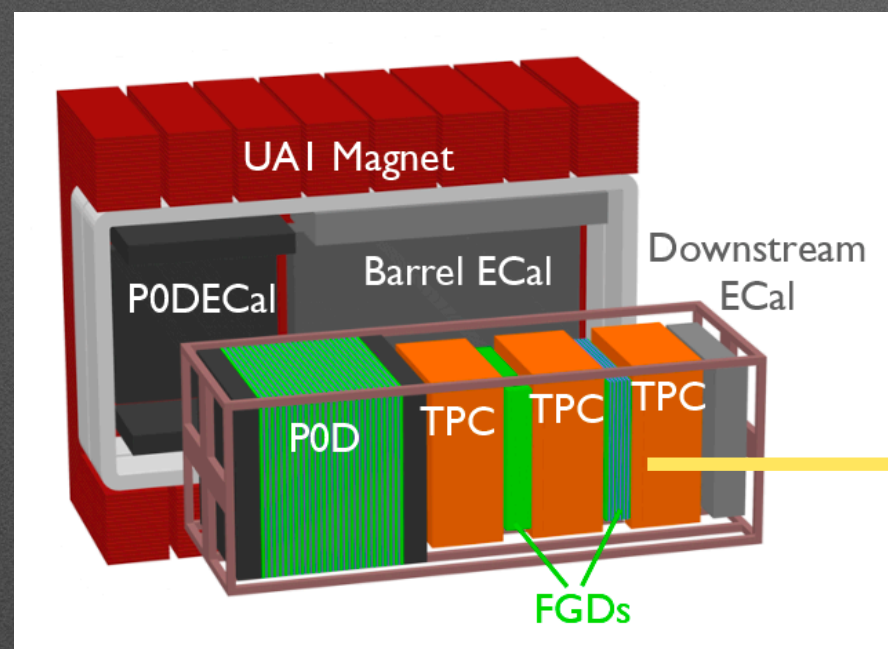 UA1 Magnet
Downstream
ECal
Barrel ECal
P0DECal
P0D
TPC
TPC
TPC
FGDs